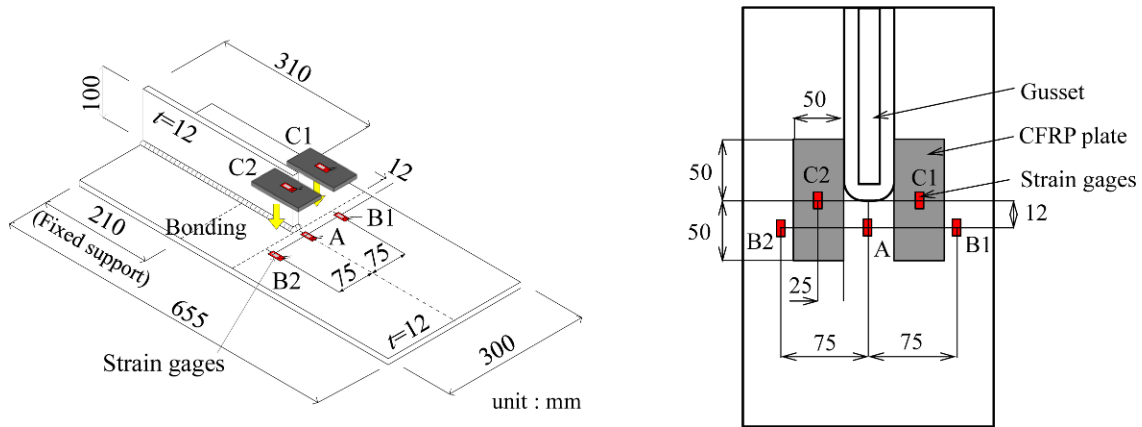 310
100
t=12
C1
C2
12
B1
A
B2
Bonding
210
(Fixed support)
75
75
655
t=12
300
Strain gages
unit : mm
50
Gusset
CFRP plate
50
C2
C1
Strain gages
12
50
B2
A
B1
25
75
75